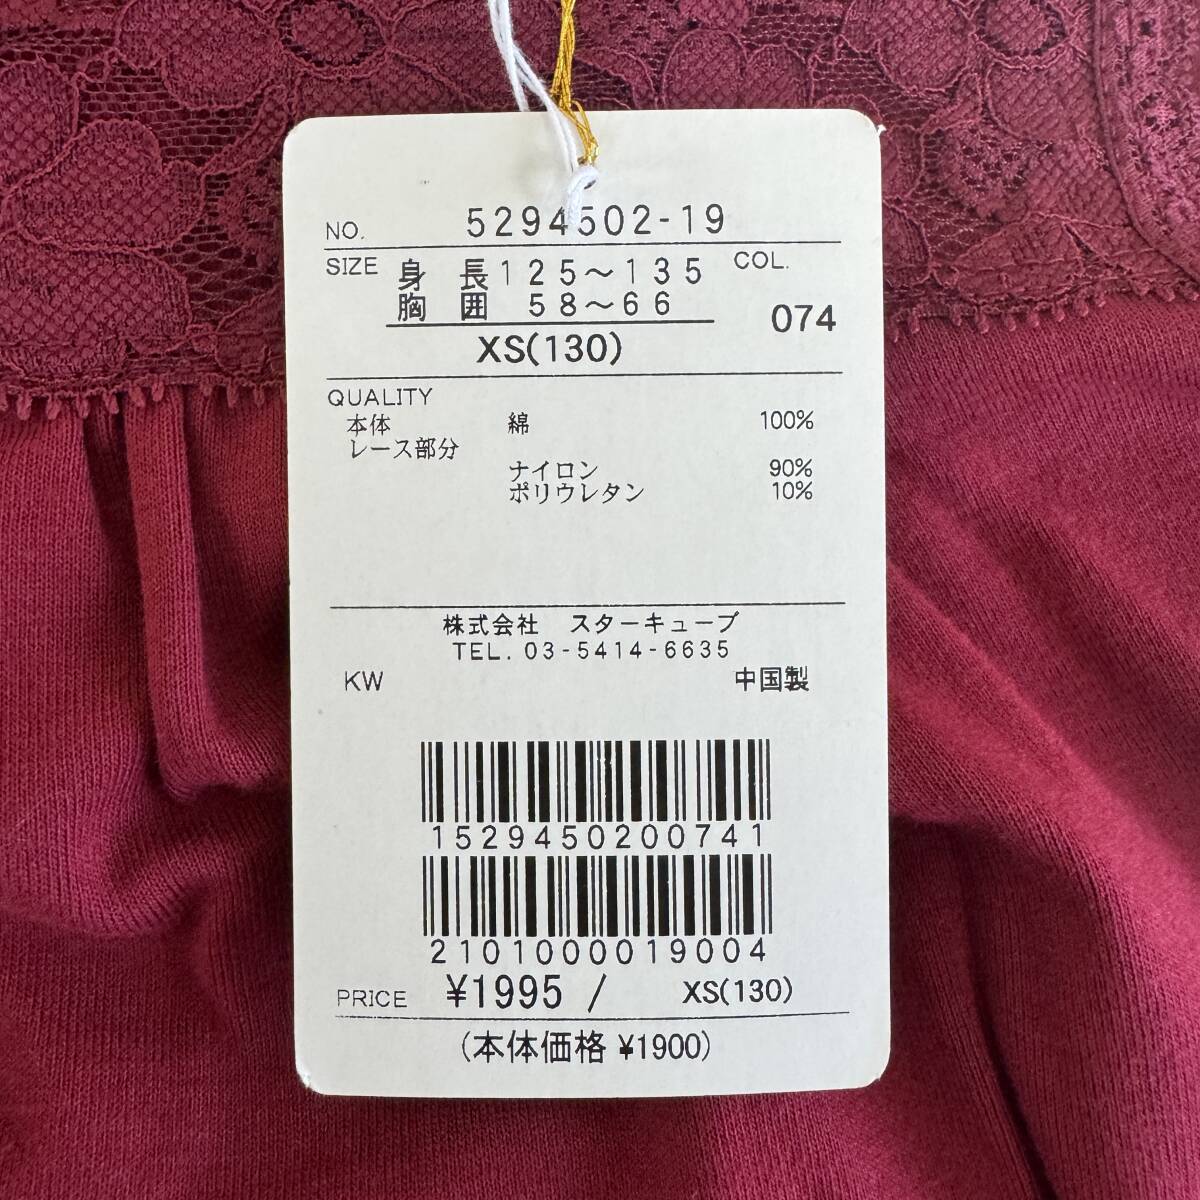 NO. 5294502-19
SIZE 身 長 125～135 COL.
胸 囲 58～66
074
XS(130)
QUALITY
本体 綿 100%
レース部分
ナイロン 90%
ポリウレタン 10%
株式会社 スターキューブ
TEL. 03-5414-6635
KW 中国製
1529450200741
2101000019004
PRICE ¥1995 / XS(130)
(本体価格 ¥1900)